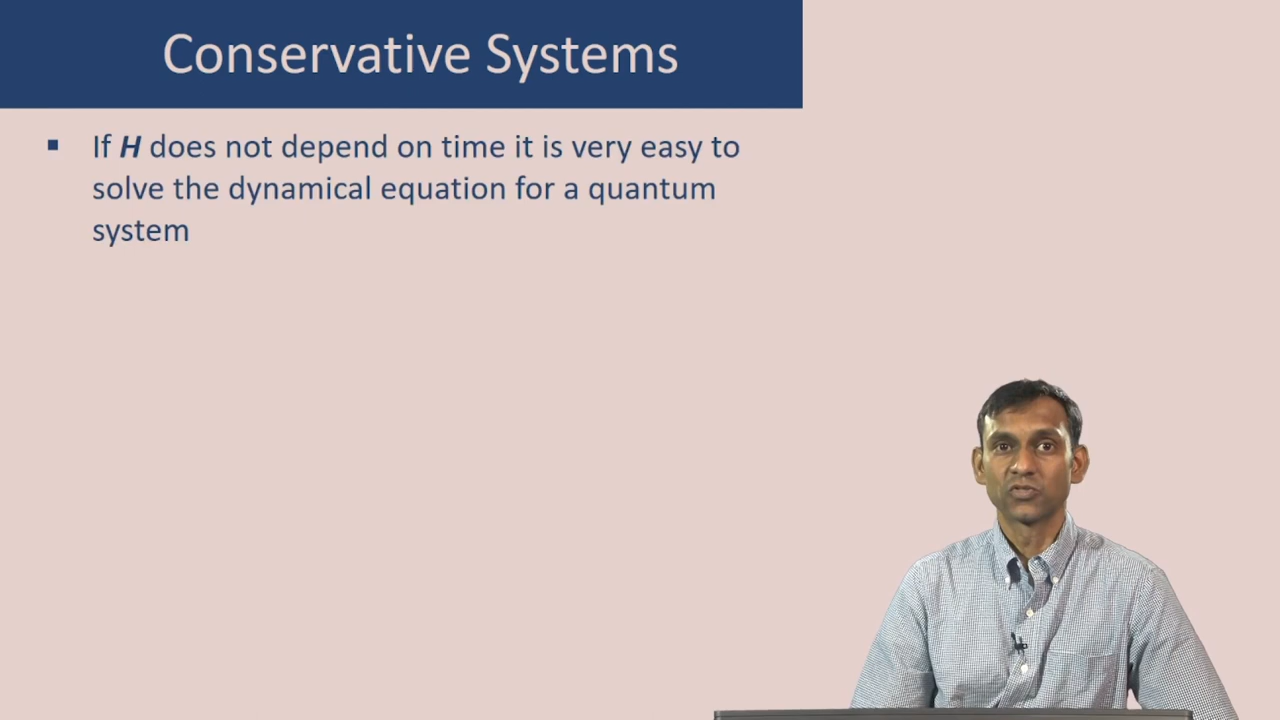 Conservative Systems
▪ If H does not depend on time it is very easy to
solve the dynamical equation for a quantum
system